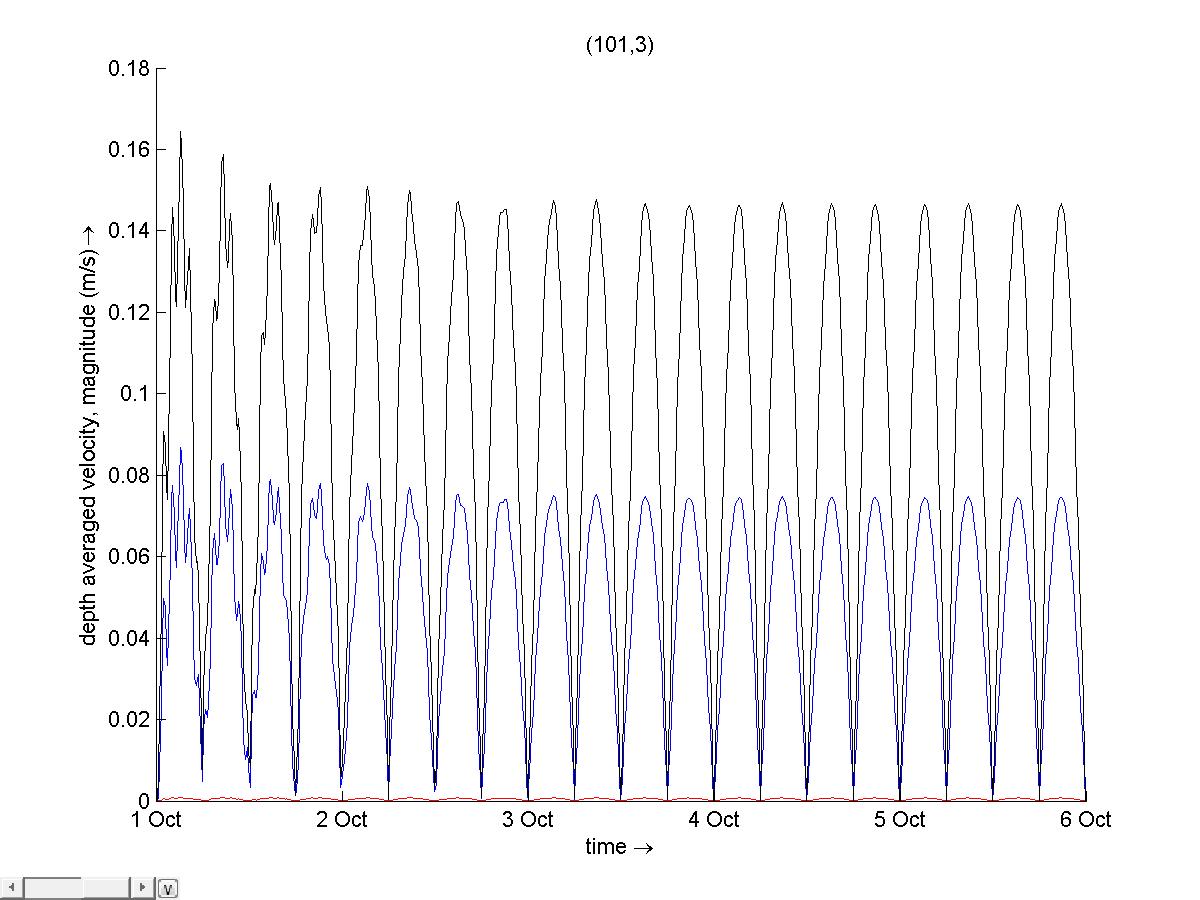 (101,3)
depth averaged velocity, magnitude (m/s) →
0.18
0.16
0.14
0.12
0.1
0.08
0.06
0.04
0.02
0
1 Oct 2 Oct 3 Oct 4 Oct 5 Oct 6 Oct
time →
V